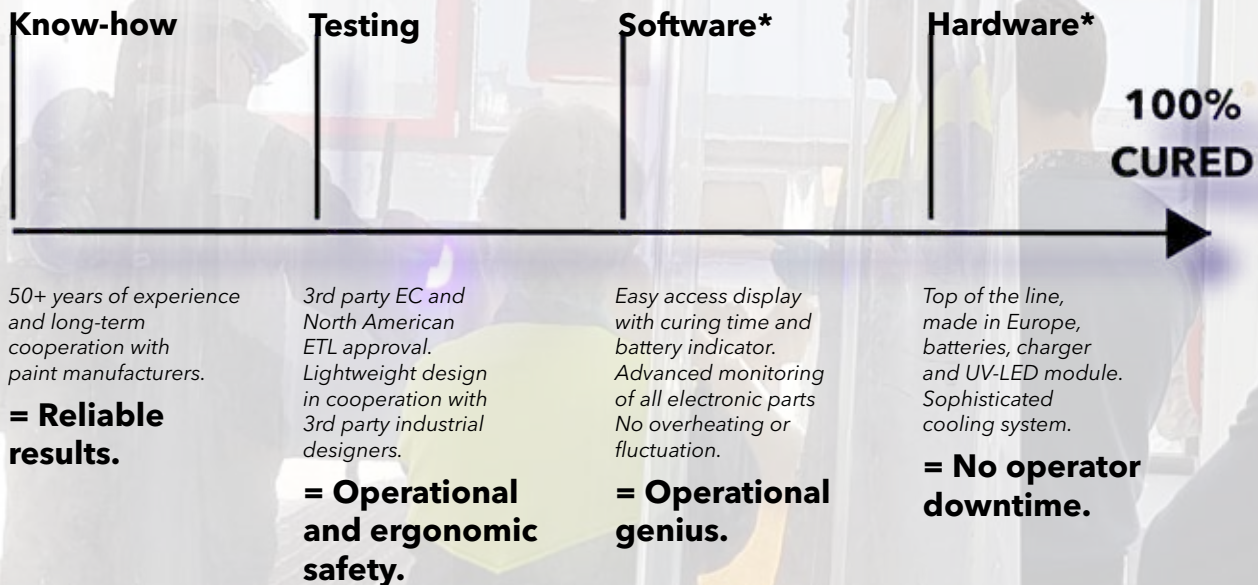 Know-how
Testing
Software*
Hardware*
100%
CURED
50+ years of experience
and long-term
cooperation with
paint manufacturers.
= Reliable
results.
3rd party EC and
North American
ETL approval.
Lightweight design
in cooperation with
3rd party industrial
designers.
= Operational
and ergonomic
safety.
Easy access display
with curing time and
battery indicator.
Advanced monitoring
of all electronic parts
No overheating or
fluctuation.
= Operational
genius.
Top of the line,
made in Europe,
batteries, charger
and UV-LED module.
Sophisticated
cooling system.
= No operator
downtime.